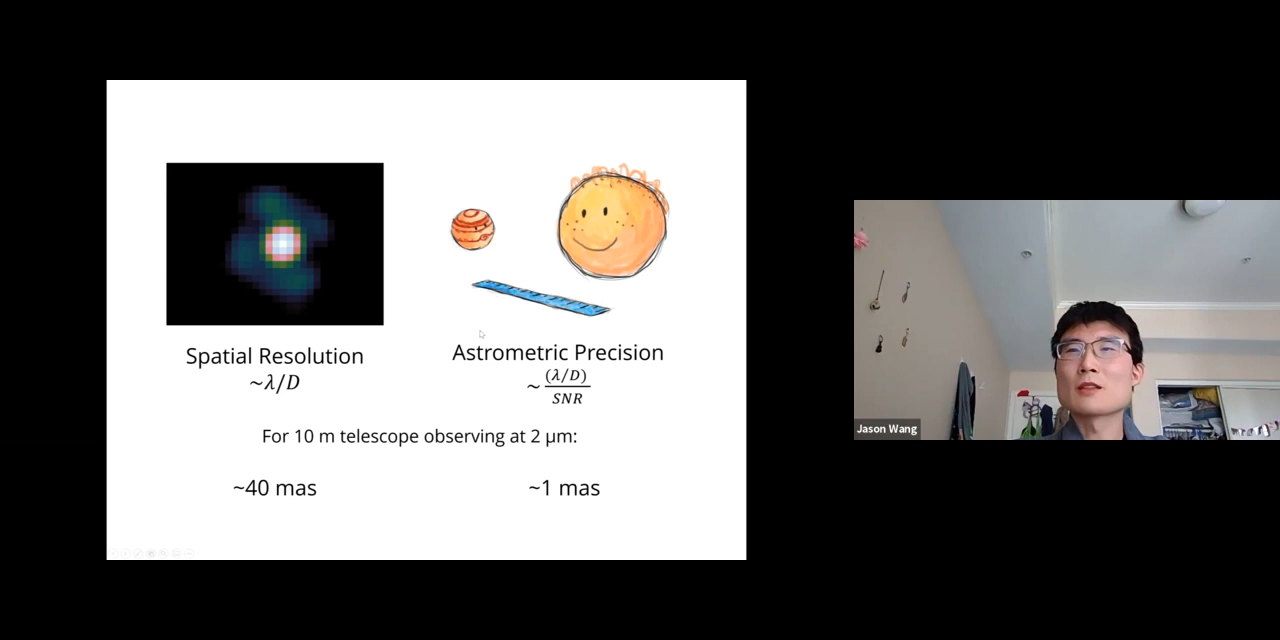 Spatial Resolution
~λ/D
Astrometric Precision
~ (λ/D)/SNR
For 10 m telescope observing at 2 μm:
~40 mas
~1 mas
Jason Wang